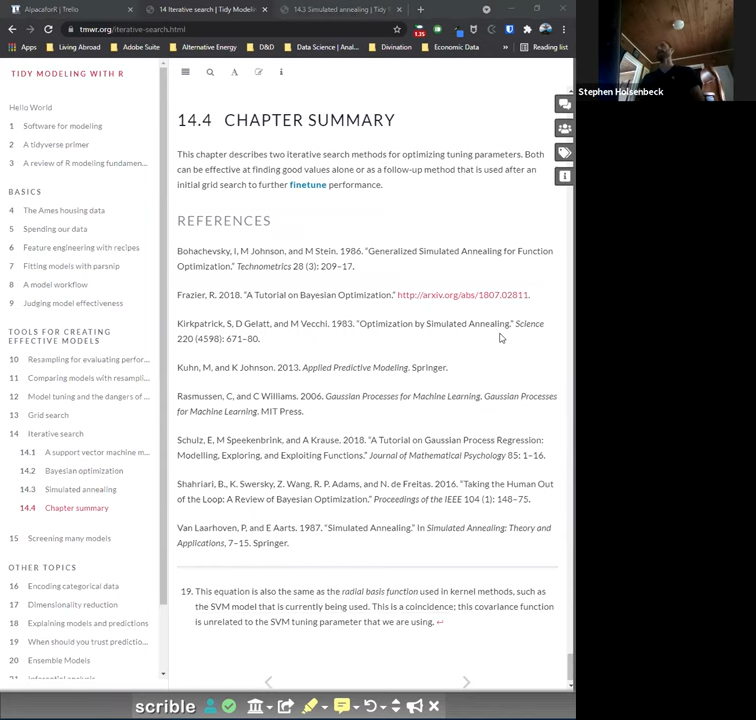 AlpacaforR | Trello
14 Iterative search | Tidy Modeli
14.3 Simulated annealing | Tidy
tmwr.org/iterative-search.html
1.35
Apps
Living Abroad
Adobe Suite
Alternative Energy
D&D
Data Science | Anal...
Divination
Economic Data
Reading list
TIDY MODELING WITH R
Hello World
1 Software for modeling
2 A tidyverse primer
3 A review of R modeling fundamen...
BASICS
4 The Ames housing data
5 Spending our data
6 Feature engineering with recipes
7 Fitting models with parsnip
8 A model workflow
9 Judging model effectiveness
TOOLS FOR CREATING
EFFECTIVE MODELS
10 Resampling for evaluating perfor...
11 Comparing models with resampli...
12 Model tuning and the dangers of ...
13 Grid search
14 Iterative search
14.1 A support vector machine m...
14.2 Bayesian optimization
14.3 Simulated annealing
14.4 Chapter summary
15 Screening many models
OTHER TOPICS
16 Encoding categorical data
17 Dimensionality reduction
18 Explaining models and predictions
19 When should you trust predictio...
20 Ensemble Models
21 Inferential analysis
A
14.4 CHAPTER SUMMARY
This chapter describes two iterative search methods for optimizing tuning parameters. Both
can be effective at finding good values alone or as a follow-up method that is used after an
initial grid search to further finetune performance.
REFERENCES
Bohachevsky, I, M Johnson, and M Stein. 1986. “Generalized Simulated Annealing for Function
Optimization.” Technometrics 28 (3): 209–17.
Frazier, R. 2018. “A Tutorial on Bayesian Optimization.” http://arxiv.org/abs/1807.02811.
Kirkpatrick, S, D Gelatt, and M Vecchi. 1983. “Optimization by Simulated Annealing.” Science
220 (4598): 671–80.
Kuhn, M, and K Johnson. 2013. Applied Predictive Modeling. Springer.
Rasmussen, C, and C Williams. 2006. Gaussian Processes for Machine Learning. Gaussian Processes
for Machine Learning. MIT Press.
Schulz, E, M Speekenbrink, and A Krause. 2018. “A Tutorial on Gaussian Process Regression:
Modelling, Exploring, and Exploiting Functions.” Journal of Mathematical Psychology 85: 1–16.
Shahriari, B., K. Swersky, Z. Wang, R. P. Adams, and N. de Freitas. 2016. “Taking the Human Out
of the Loop: A Review of Bayesian Optimization.” Proceedings of the IEEE 104 (1): 148–75.
Van Laarhoven, P, and E Aarts. 1987. “Simulated Annealing.” In Simulated Annealing: Theory and
Applications, 7–15. Springer.
19. This equation is also the same as the radial basis function used in kernel methods, such as
the SVM model that is currently being used. This is a coincidence; this covariance function
is unrelated to the SVM tuning parameter that we are using. ↩
scrible
Stephen Holsenbeck